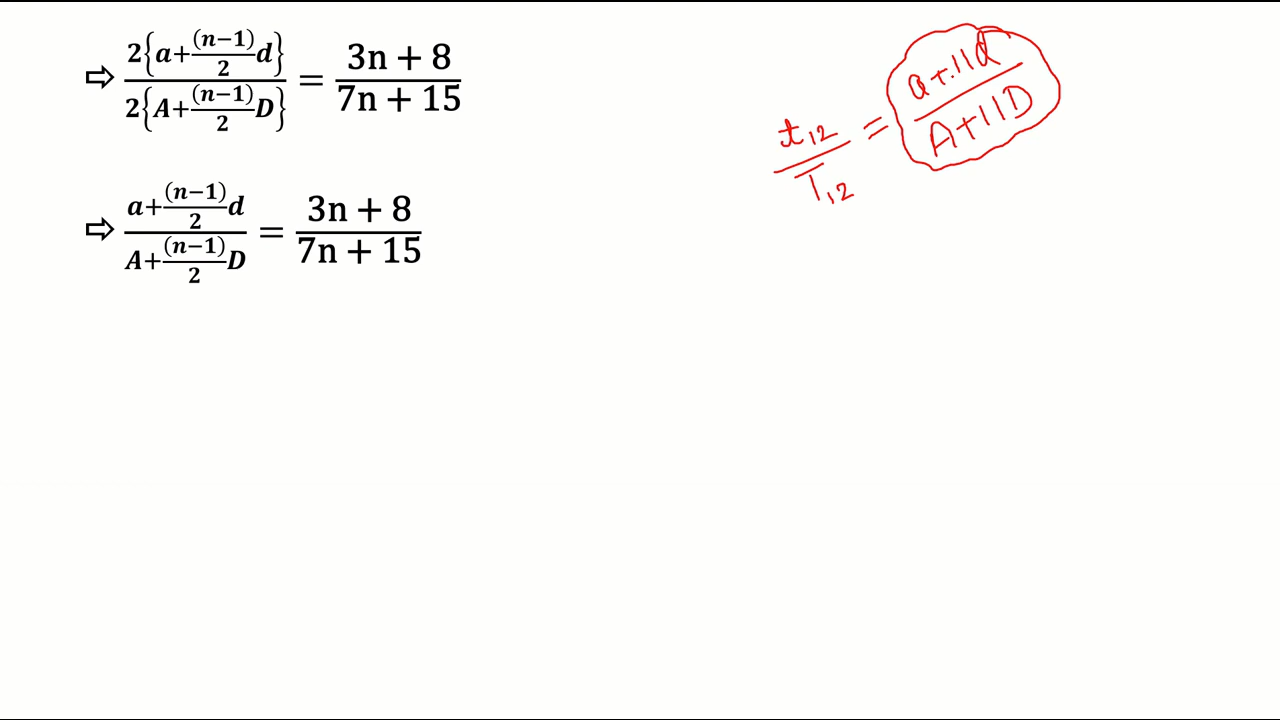 ⇨ 2{a+(n−1)/2 d} / 2{A+(n−1)/2 D} = 3n + 8 / 7n + 15
t12 / T12 = a+11d / A+11D
⇨ a+(n−1)/2 d / A+(n−1)/2 D = 3n + 8 / 7n + 15